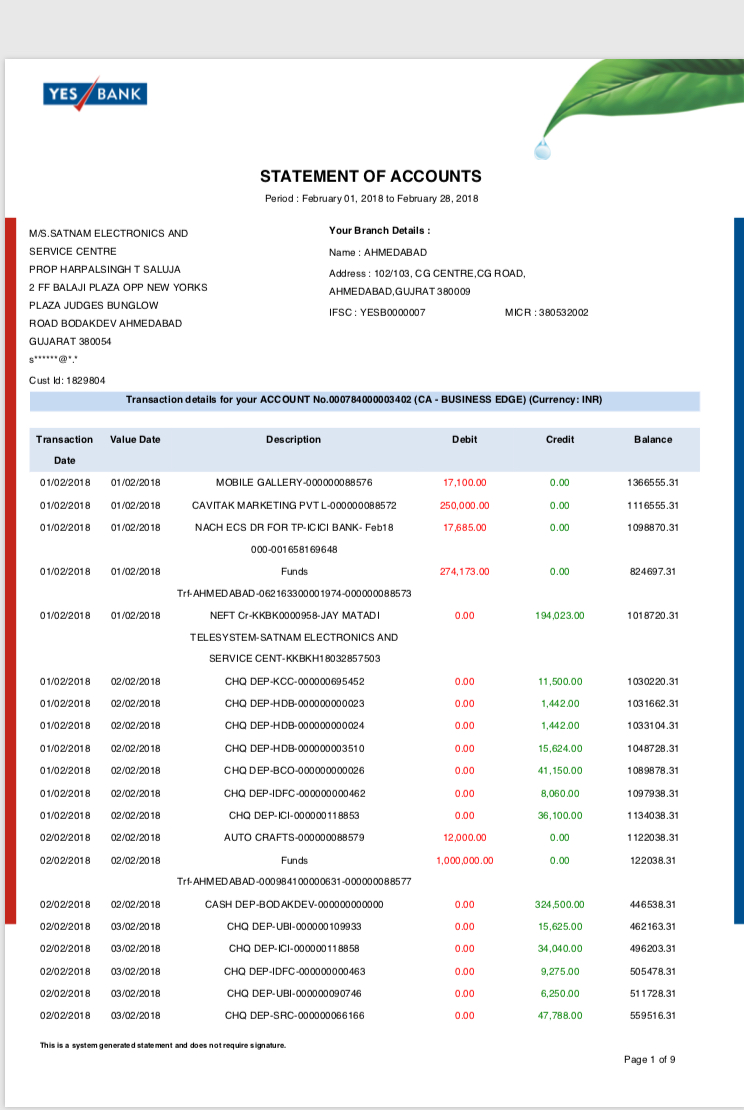 YES BANK
STATEMENT OF ACCOUNTS
Period : February 01, 2018 to February 28, 2018
M/S.SATNAM ELECTRONICS AND
SERVICE CENTRE
PROP HARPALSINGH T SALUJA
2 FF BALAJI PLAZA OPP NEW YORKS
PLAZA JUDGES BUNGLOW
ROAD BODAKDEV AHMEDABAD
GUJARAT 380054
s******@*.*
Cust Id: 1829804
Your Branch Details :
Name : AHMEDABAD
Address : 102/103, CG CENTRE,CG ROAD,
AHMEDABAD,GUJRAT 380009
IFSC : YESB0000007 MICR : 380532002
Transaction details for your ACCOUNT No.000784000003402 (CA - BUSINESS EDGE) (Currency: INR)
Transaction Value Date Description Debit Credit Balance
Date
01/02/2018 01/02/2018 MOBILE GALLERY-000000088576 17,100.00 0.00 1366555.31
01/02/2018 01/02/2018 CAVITAK MARKETING PVT L-000000088572 250,000.00 0.00 1116555.31
01/02/2018 01/02/2018 NACH ECS DR FOR TP-ICICI BANK- Feb18 17,685.00 0.00 1098870.31
000-001658169648
01/02/2018 01/02/2018 Funds 274,173.00 0.00 824697.31
Trf-AHMEDABAD-062163300001974-000000088573
01/02/2018 01/02/2018 NEFT Cr-KKBK0000958-JAY MATADI 0.00 194,023.00 1018720.31
TELESYSTEM-SATNAM ELECTRONICS AND
SERVICE CENT-KKBKH18032857503
01/02/2018 02/02/2018 CHQ DEP-KCC-000000695452 0.00 11,500.00 1030220.31
01/02/2018 02/02/2018 CHQ DEP-HDB-000000000023 0.00 1,442.00 1031662.31
01/02/2018 02/02/2018 CHQ DEP-HDB-000000000024 0.00 1,442.00 1033104.31
01/02/2018 02/02/2018 CHQ DEP-HDB-000000003510 0.00 15,624.00 1048728.31
01/02/2018 02/02/2018 CHQ DEP-BCO-000000000026 0.00 41,150.00 1089878.31
01/02/2018 02/02/2018 CHQ DEP-IDFC-000000000462 0.00 8,060.00 1097938.31
01/02/2018 02/02/2018 CHQ DEP-ICI-000000118853 0.00 36,100.00 1134038.31
02/02/2018 02/02/2018 AUTO CRAFTS-000000088579 12,000.00 0.00 1122038.31
02/02/2018 02/02/2018 Funds 1,000,000.00 0.00 122038.31
Trf-AHMEDABAD-000984100000631-000000088577
02/02/2018 02/02/2018 CASH DEP-BODAKDEV-000000000000 0.00 324,500.00 446538.31
02/02/2018 03/02/2018 CHQ DEP-UBI-000000109933 0.00 15,625.00 462163.31
02/02/2018 03/02/2018 CHQ DEP-ICI-000000118858 0.00 34,040.00 496203.31
02/02/2018 03/02/2018 CHQ DEP-IDFC-000000000463 0.00 9,275.00 505478.31
02/02/2018 03/02/2018 CHQ DEP-UBI-000000090746 0.00 6,250.00 511728.31
02/02/2018 03/02/2018 CHQ DEP-SRC-000000066166 0.00 47,788.00 559516.31
This is a system generated statement and does not require signature.
Page 1 of 9